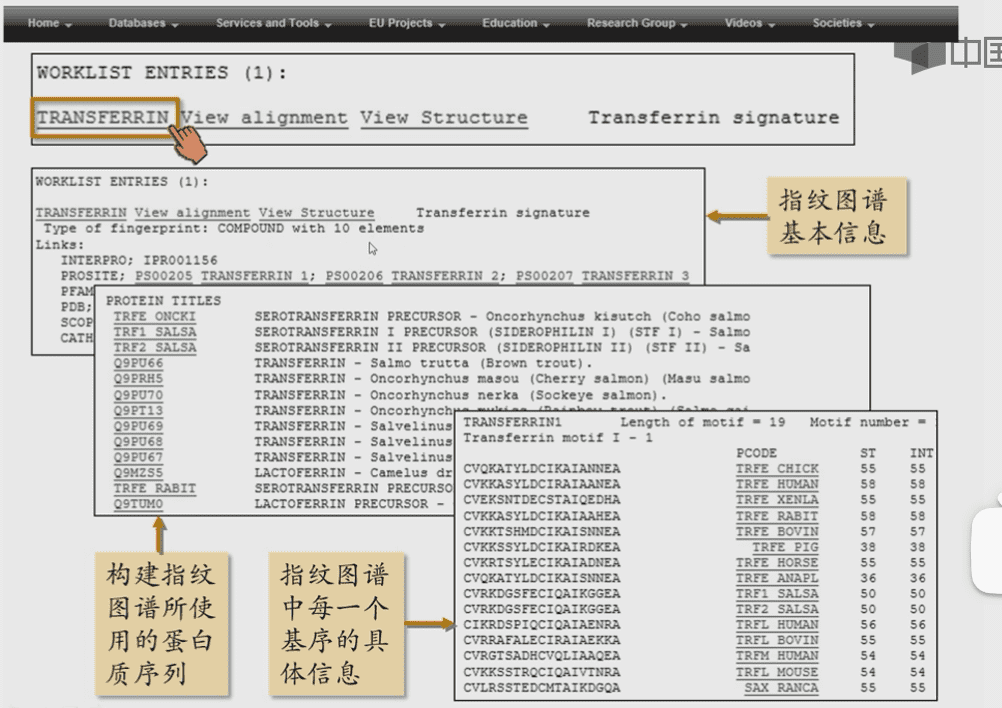 Home Databases Services and Tools EU Projects Education Research Group Videos Societies
中国
WORKLIST ENTRIES (1):
TRANSFERRIN View alignment View Structure Transferrin signature
WORKLIST ENTRIES (1):
TRANSFERRIN View alignment View Structure Transferrin signature
Type of fingerprint: COMPOUND with 10 elements
Links:
INTERPRO; IPR001156
PROSITE; PS00205 TRANSFERRIN 1; PS00206 TRANSFERRIN 2; PS00207 TRANSFERRIN 3
PFAM
PDB;
SCOP
CATH
指纹图谱
基本信息
PROTEIN TITLES
TRFE ONCKI SEROTRANSFERRIN PRECURSOR - Oncorhynchus kisutch (Coho salmo
TRF1 SALSA SEROTRANSFERRIN I PRECURSOR (SIDEROPHILIN I) (STF I) - Salmo
TRF2 SALSA SEROTRANSFERRIN II PRECURSOR (SIDEROPHILIN II) (STF II) - Sa
Q9PU66 TRANSFERRIN - Salmo trutta (Brown trout).
Q9PRH5 TRANSFERRIN - Oncorhynchus masou (Cherry salmon) (Masu salmo
Q9PU70 TRANSFERRIN - Oncorhynchus nerka (Sockeye salmon).
Q9PT13 TRANSFERRIN - Oncorhynchus mykiss (Rainbow trout) (Salmo gai
Q9PU69 TRANSFERRIN - Salvelinus
Q9PU68 TRANSFERRIN - Salvelinus
Q9PU67 TRANSFERRIN - Salvelinus
Q9MZS5 LACTOFERRIN - Camelus dr
TRFE RABIT SEROTRANSFERRIN PRECURSO
Q9TUM0 LACTOFERRIN PRECURSOR -
TRANSFERRIN1 Length of motif = 19 Motif number =
Transferrin motif I - 1
PCODE ST INT
CVQKATYLDCIKAIANNEA TRFE CHICK 55 55
CVKKASYLDCIRAIAANEA TRFE HUMAN 58 58
CVEKSNTDECSTAIQEDHA TRFE XENLA 55 55
CVKKASYLDCIKAIAAHEA TRFE RABIT 58 58
CVKKTSHMDCIKAISNNEA TRFE BOVIN 57 57
CVKKSSYLDCIKAIRDKEA TRFE PIG 38 38
CVKRTSYLECIKAIADNEA TRFE HORSE 55 55
CVQKATYLDCIKAISNNEA TRFE ANAPL 36 36
CVRKDGSFECIQAIKGGEA TRF1 SALSA 50 50
CVRKDGSFECIQAIKGGEA TRF2 SALSA 50 50
CIKRDSPIQCIQAIAENRA TRFL HUMAN 56 56
CVRRAFALECIRAIAEKKA TRFL BOVIN 55 55
CVRGTSADHCVQLIAAQEA TRFM HUMAN 54 54
CVKKSSTRQCIQAIVTNRA TRFL MOUSE 54 54
CVLRSSTEDCMTAIKDGQA SAX RANCA 55 55
构建指纹
图谱所使
用的蛋白
质序列
指纹图谱
中每一个
基序的具
体信息